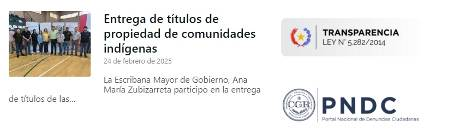 Entrega de títulos de
propiedad de comunidades
indígenas
24 de febrero de 2025
La Escribana Mayor de Gobierno, Ana
María Zubizarreta participo en la entrega
de títulos de las...
TRANSPARENCIA
LEY N° 5.282/2014
CGR
PNDC
Portal Nacional de Denuncias Ciudadanas